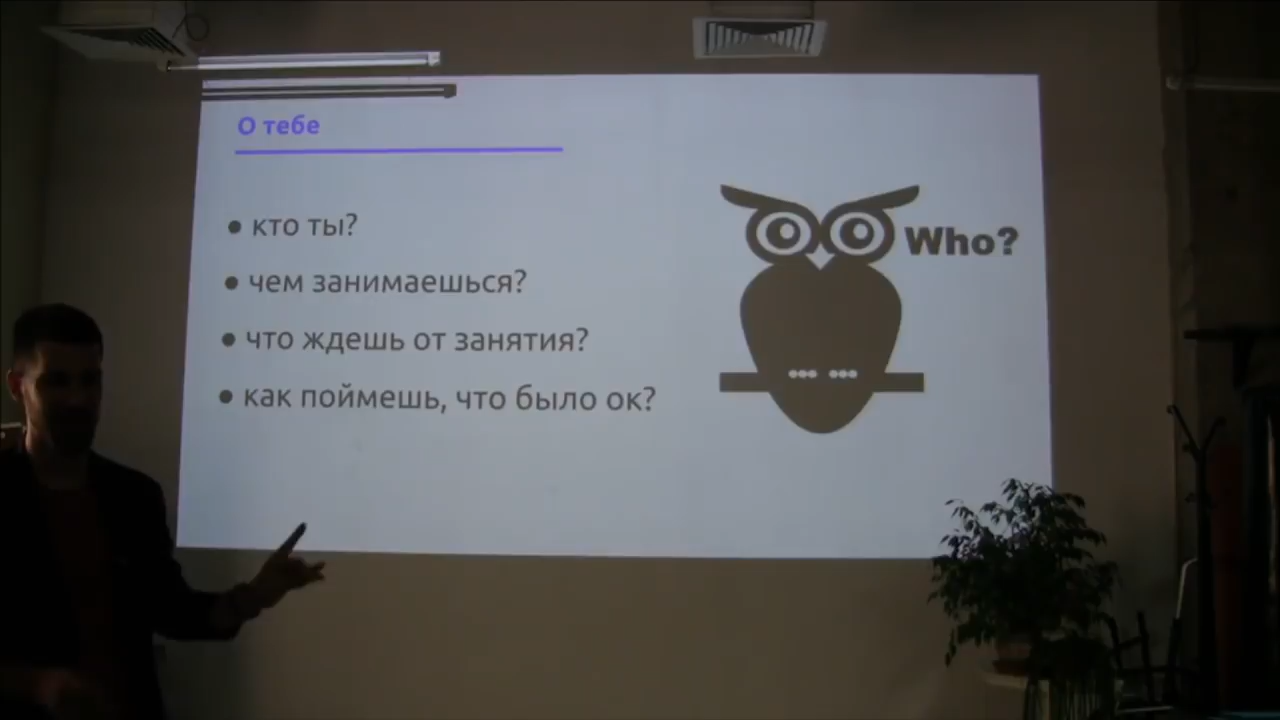 О тебе
• кто ты?
• чем занимаешься?
• что ждешь от занятия?
• как поймешь, что было ок?
Who?